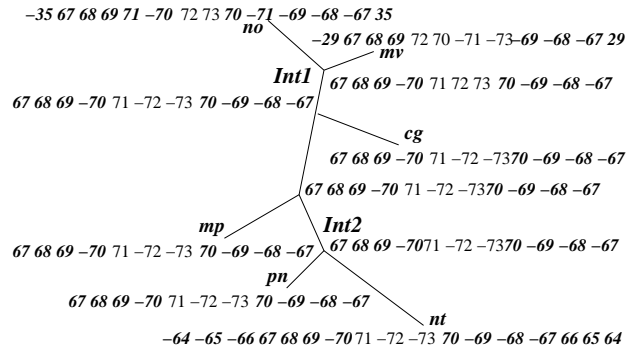 −35 67 68 69 71 −70 72 73 70 −71 −69 −68 −67 35
no
−29 67 68 69 72 70 −71 −73−69 −68 −67 29
mv
Int1
67 68 69 −70 71 72 73 70 −69 −68 −67
67 68 69 −70 71 −72 −73 70 −69 −68 −67
cg
67 68 69 −70 71 −72 −7370 −69 −68 −67
67 68 69 −70 71 −72 −7370 −69 −68 −67
mp
Int2
67 68 69 −70 71 −72 −73 70 −69 −68 −67
67 68 69 −7071 −72 −7370 −69 −68 −67
pn
67 68 69 −70 71 −72 −73 70 −69 −68 −67
nt
−64 −65 −66 67 68 69 −70 71 −72 −73 70 −69 −68 −67 66 65 64